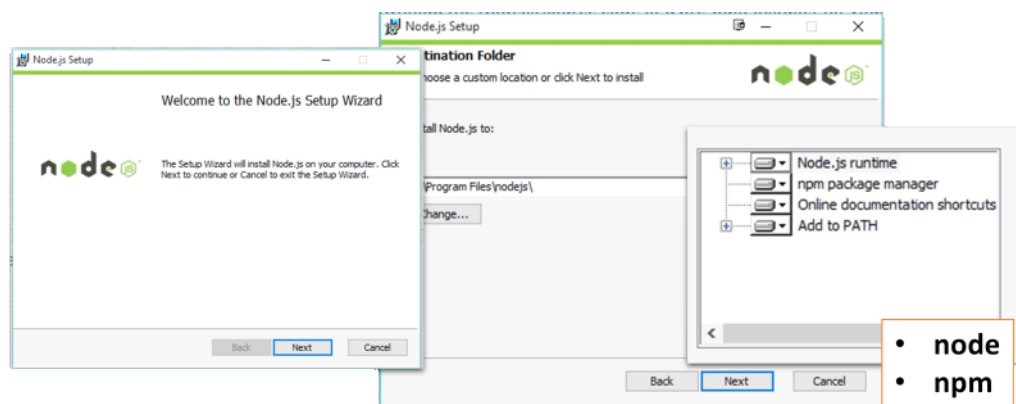 Node.js Setup
Welcome to the Node.js Setup Wizard
node JS
The Setup Wizard will install Node.js on your computer. Click
Next to continue or Cancel to exit the Setup Wizard.
Back Next Cancel
Node.js Setup
tination Folder
hoose a custom location or click Next to install
node JS
tall Node.js to:
\Program Files\nodejs\
Change...
Back Next Cancel
Node.js runtime
npm package manager
Online documentation shortcuts
Add to PATH
• node
• npm